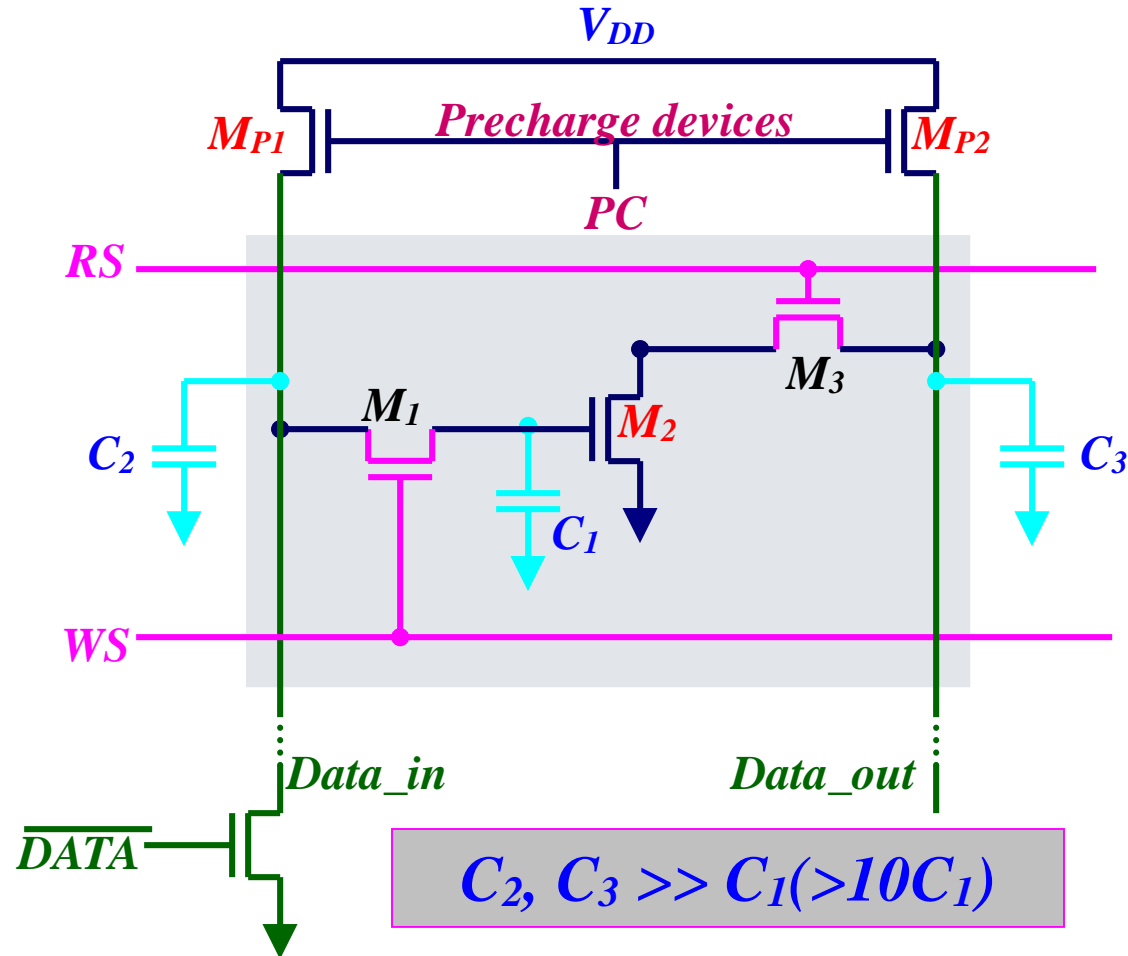 V_DD
M_P1 Precharge devices M_P2
PC
RS
M_3
M_1 M_2
C_2 C_3
C_1
WS
Data_in Data_out
D̅A̅T̅A̅
C_2, C_3 >> C_1(>10C_1)